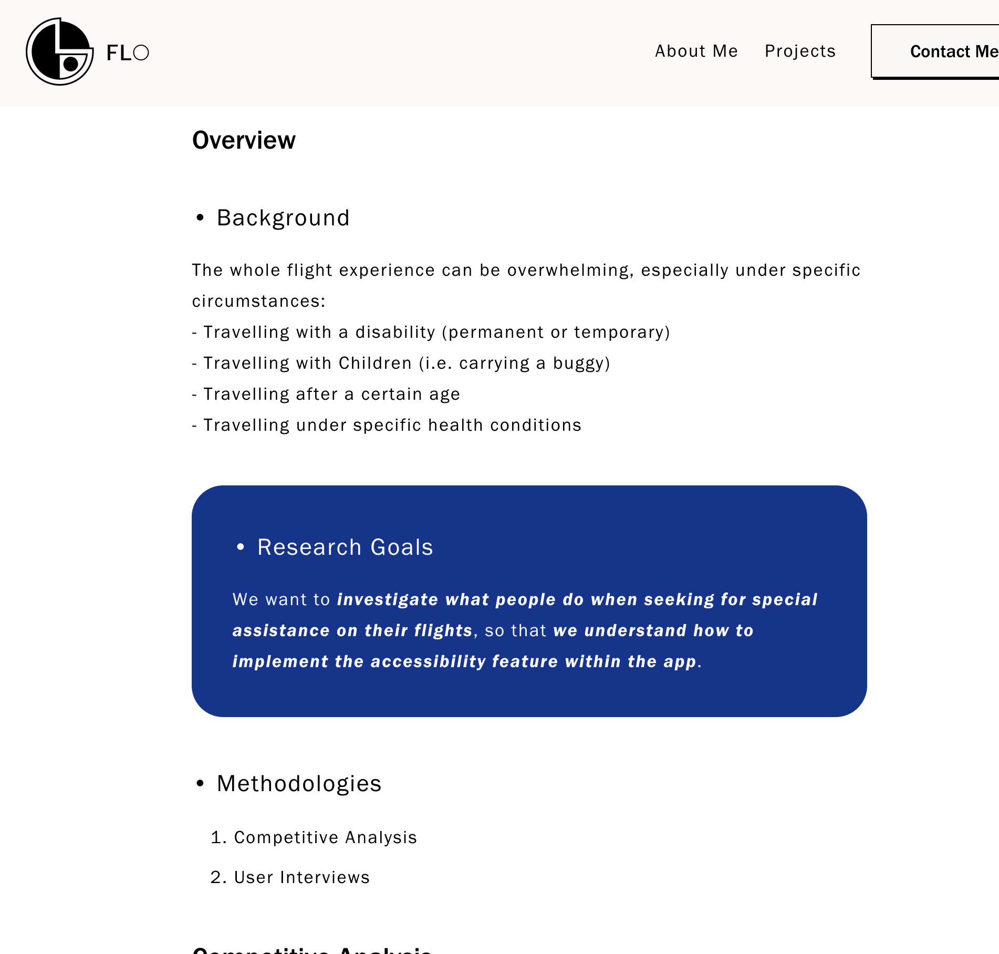 FLO
About Me
Projects
Contact Me
Overview
• Background
The whole flight experience can be overwhelming, especially under specific
circumstances:
- Travelling with a disability (permanent or temporary)
- Travelling with Children (i.e. carrying a buggy)
- Travelling after a certain age
- Travelling under specific health conditions
• Research Goals
We want to investigate what people do when seeking for special
assistance on their flights, so that we understand how to
implement the accessibility feature within the app.
• Methodologies
1. Competitive Analysis
2. User Interviews
Competitive Analysis